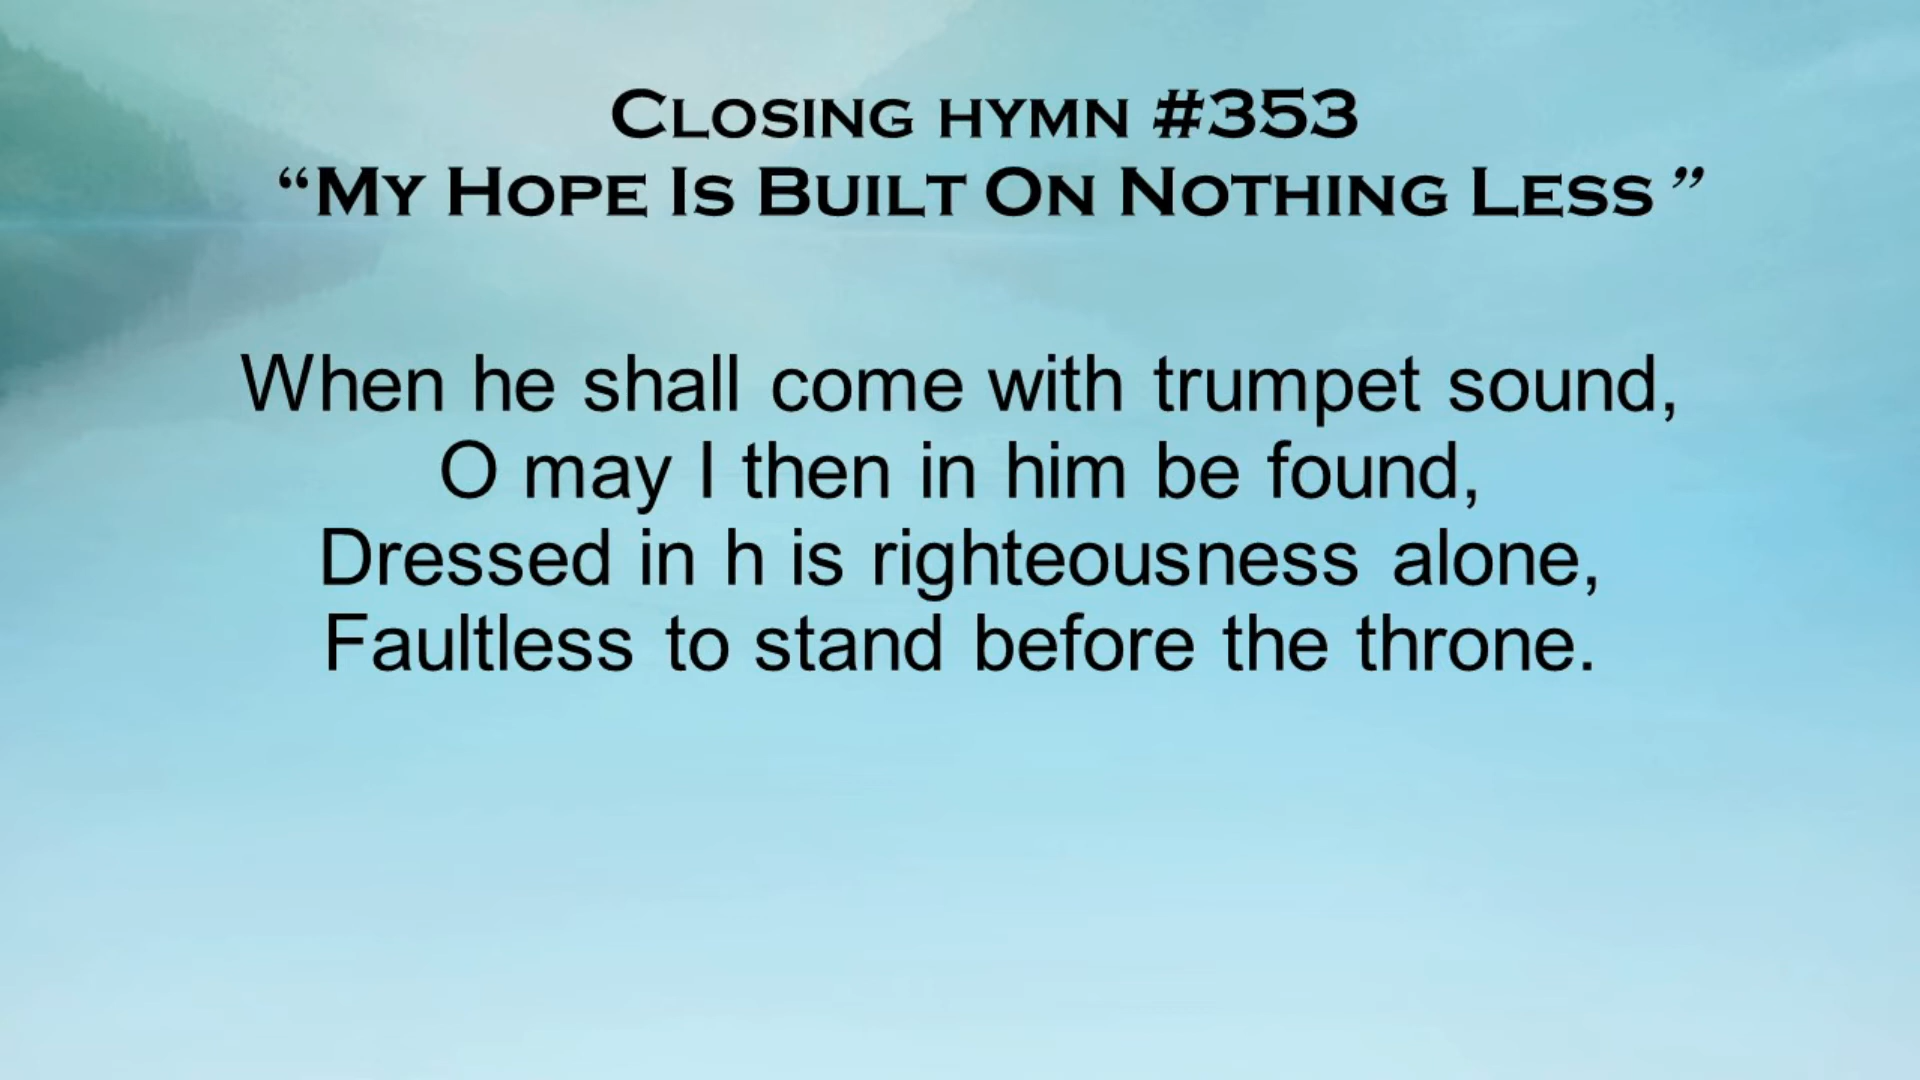 Closing hymn #353
“My Hope Is Built On Nothing Less”
When he shall come with trumpet sound,
O may I then in him be found,
Dressed in h is righteousness alone,
Faultless to stand before the throne.